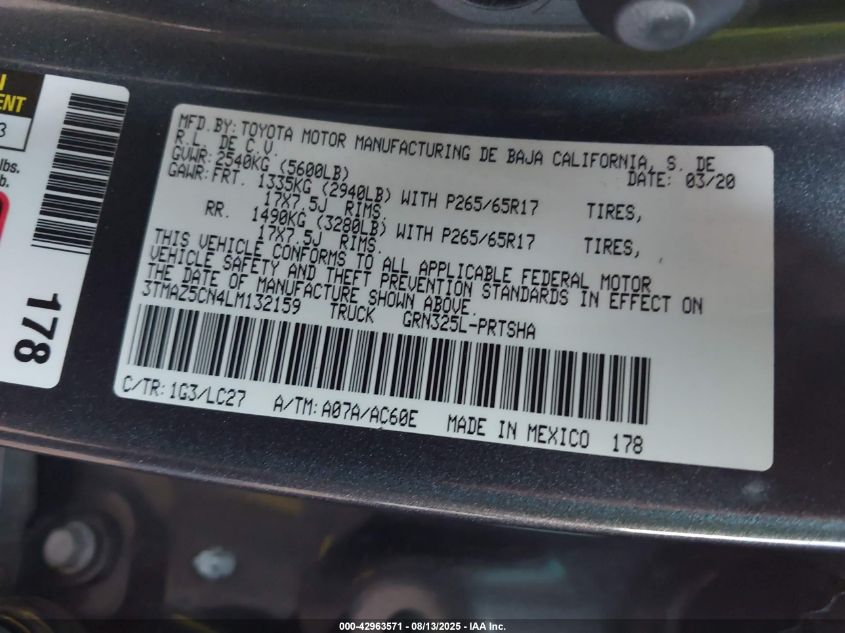 MFD.BY: TOYOTA MOTOR MANUFACTURING DE BAJA CALIFORNIA, S. DE
R.L. DE C.V. DATE: 03/20
GVWR: 2540KG (5600LB)
GAWR: FRT. 1335KG (2940LB) WITH P265/65R17 TIRES,
17X7.5J RIMS.
RR. 1490KG (3280LB) WITH P265/65R17 TIRES,
17X7.5J RIMS.
THIS VEHICLE CONFORMS TO ALL APPLICABLE FEDERAL MOTOR
VEHICLE SAFETY AND THEFT PREVENTION STANDARDS IN EFFECT ON
THE DATE OF MANUFACTURE SHOWN ABOVE.
3TMAZ5CN4LM132159 TRUCK GRN325L-PRTSHA
C/TR: 1G3/LC27 A/TM: A07A/AC60E MADE IN MEXICO 178
ENT
3
lbs.
b.
178
000-42963571 - 08/13/2025 - IAA Inc.